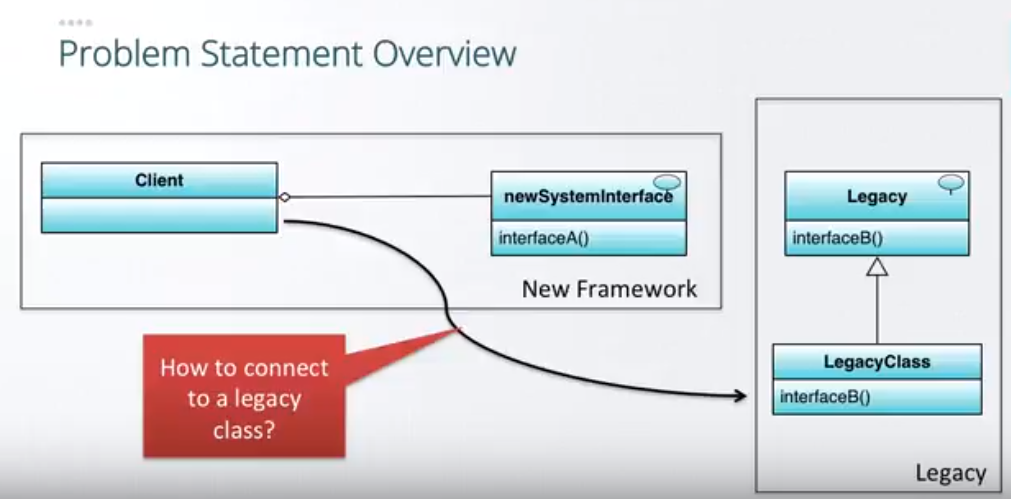 Problem Statement Overview
Client
newSystemInterface
interfaceA()
New Framework
How to connect
to a legacy
class?
Legacy
interfaceB()
LegacyClass
interfaceB()
Legacy